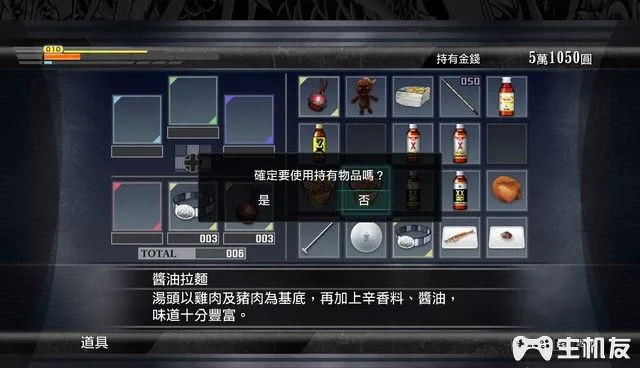 010
持有金錢
5萬1050圓
050
確定要使用持有物品嗎？
是
否
003
003
TOTAL
006
醬油拉麵
湯頭以雞肉及豬肉為基底，再加上辛香料、醬油，
味道十分豐富。
道具
主机友